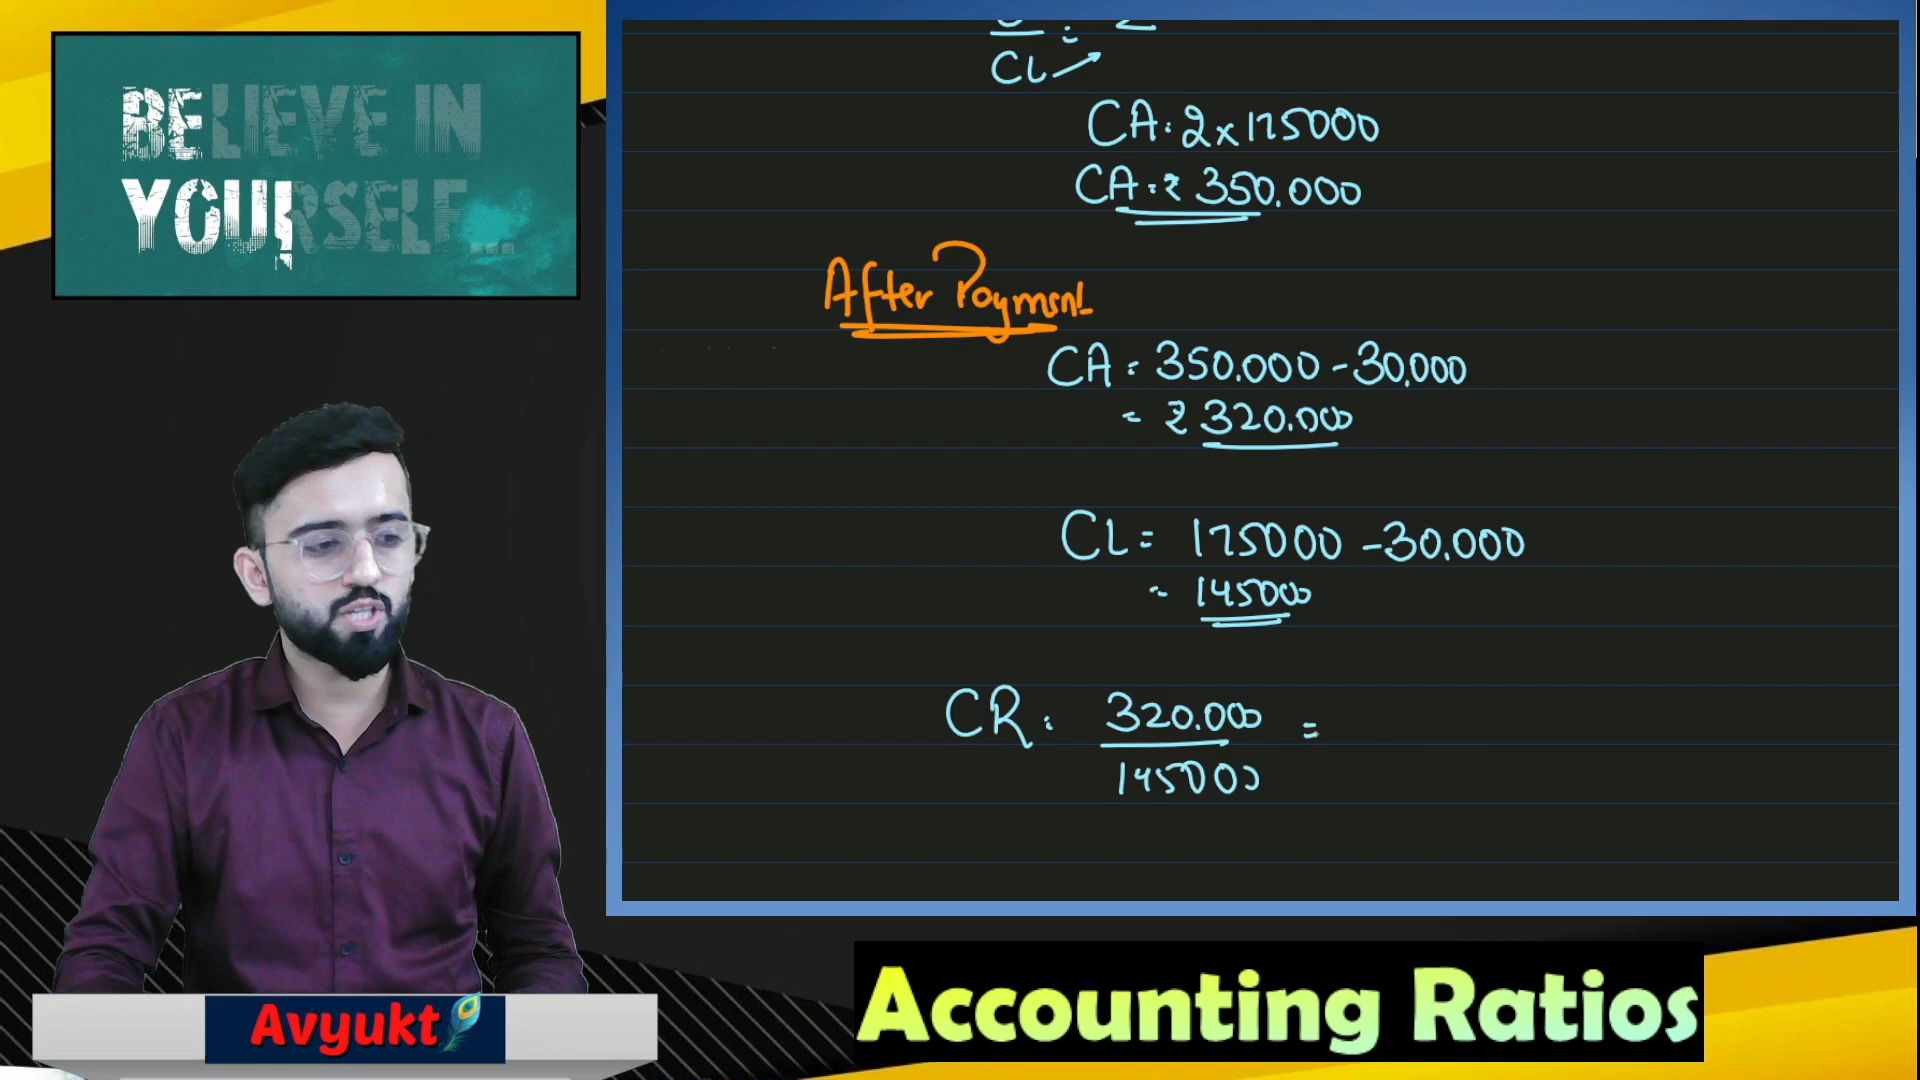 BELIEVE IN
YOURSELF...
CL
CA: 2x175000
CA = ₹ 350.000
After Payment
CA = 350.000 - 30,000
= ₹ 320.000
CL = 175000 - 30.000
= 145000
CR: 320.000 =
145000
Avyukt
Accounting Ratios